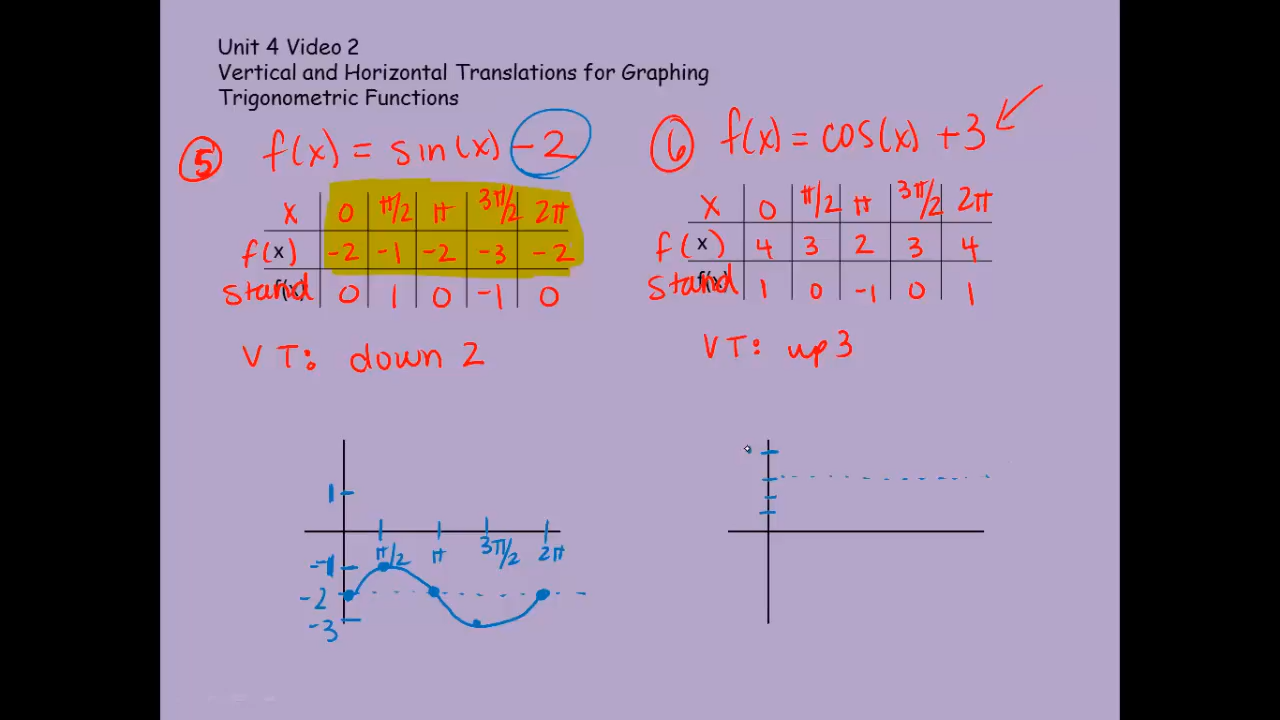 Unit 4 Video 2
Vertical and Horizontal Translations for Graphing
Trigonometric Functions
5 f(x) = sin(x) -2
x 0 π/2 π 3π/2 2π
f(x) -2 -1 -2 -3 -2
stand 0 1 0 -1 0
VT: down 2
1
π/2 π 3π/2 2π
-1
-2
-3
6 f(x) = cos(x) +3
x 0 π/2 π 3π/2 2π
f(x) 4 3 2 3 4
stand 1 0 -1 0 1
VT: up 3